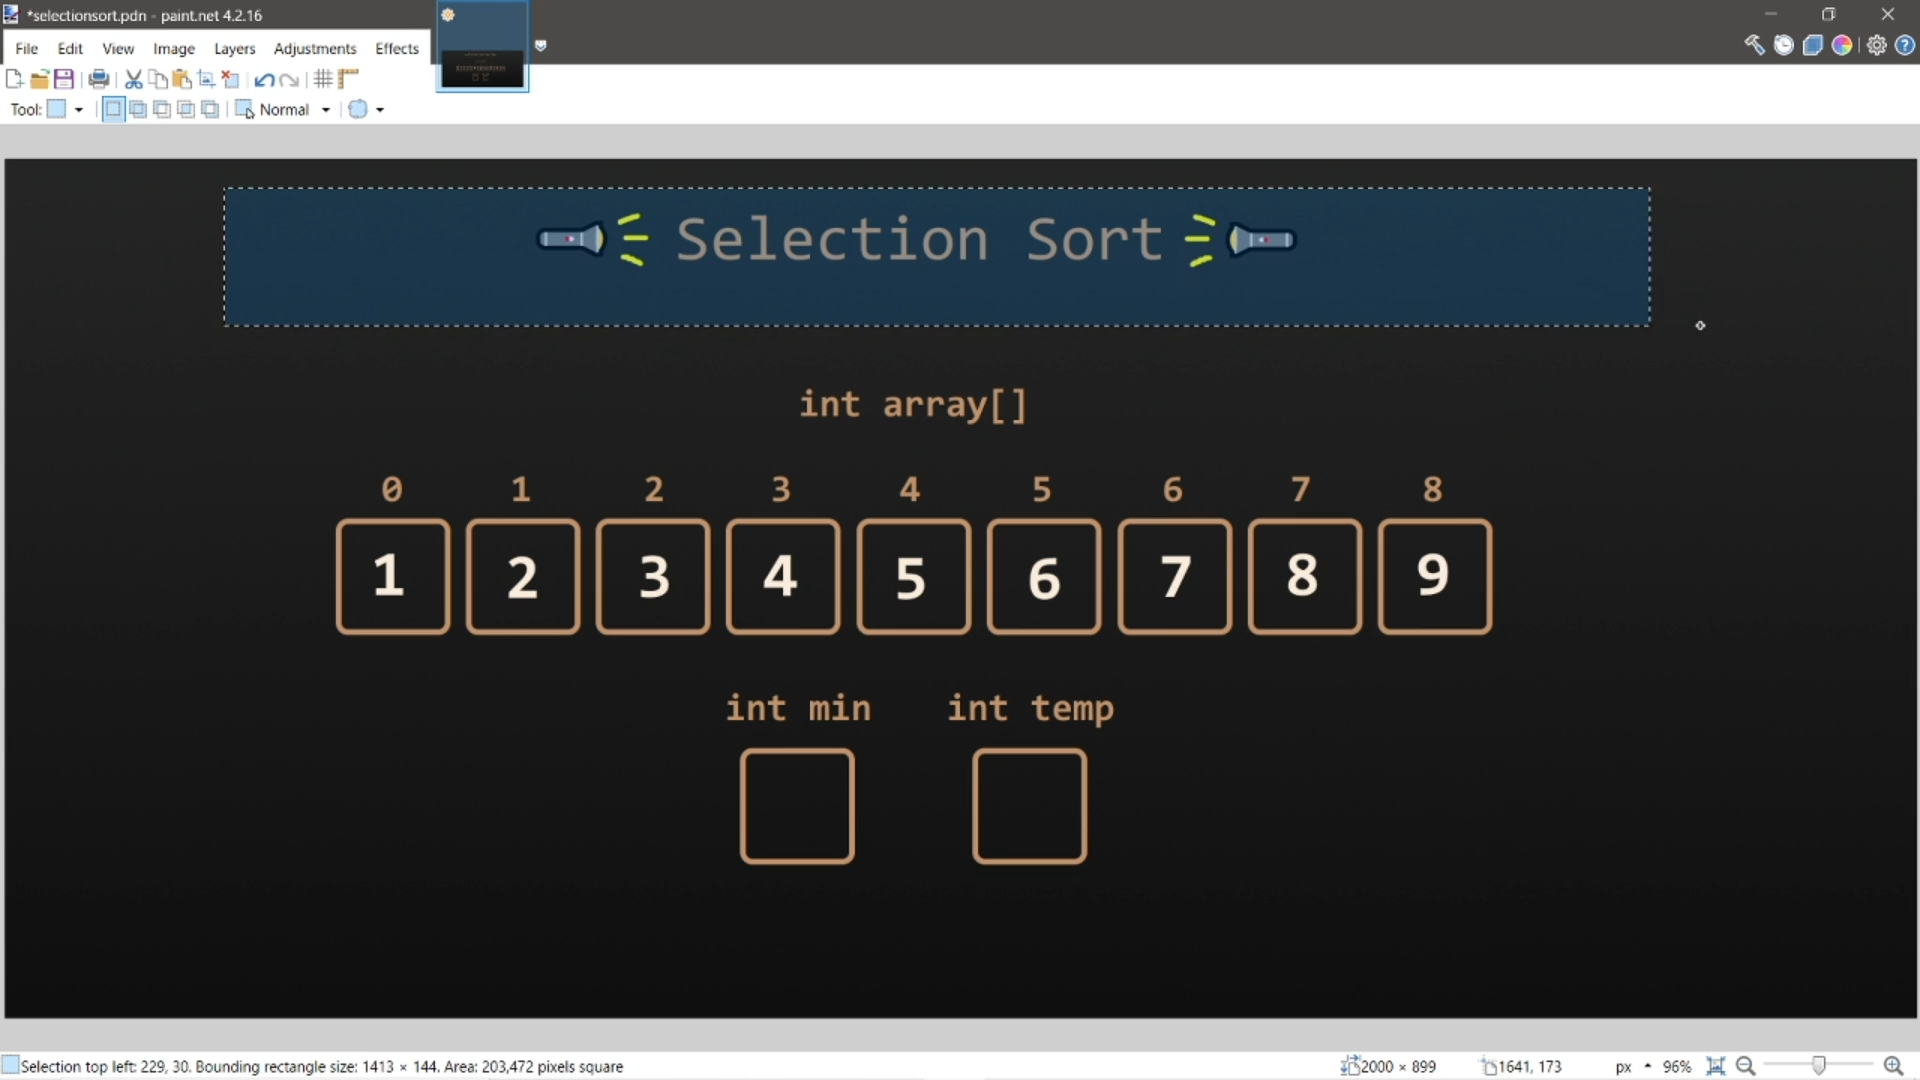 *selectionsort.pdn - paint.net 4.2.16
File Edit View Image Layers Adjustments Effects
Tool: Normal
Selection Sort
int array[]
0 1 2 3 4 5 6 7 8
1 2 3 4 5 6 7 8 9
int min int temp
Selection top left: 229, 30. Bounding rectangle size: 1413 × 144. Area: 203,472 pixels square 2000 × 899 1641, 173 px 96%